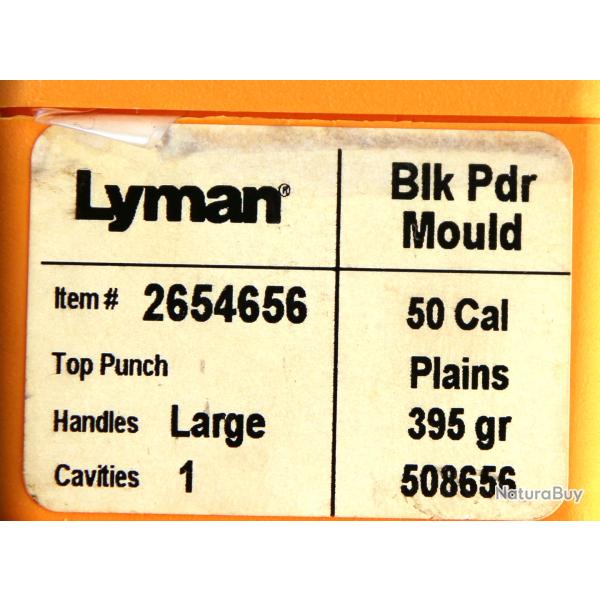 Lyman®
Item # 2654656
Top Punch
Handles Large
Cavities 1
Blk Pdr
Mould
50 Cal
Plains
395 gr
508656
NaturaBuy